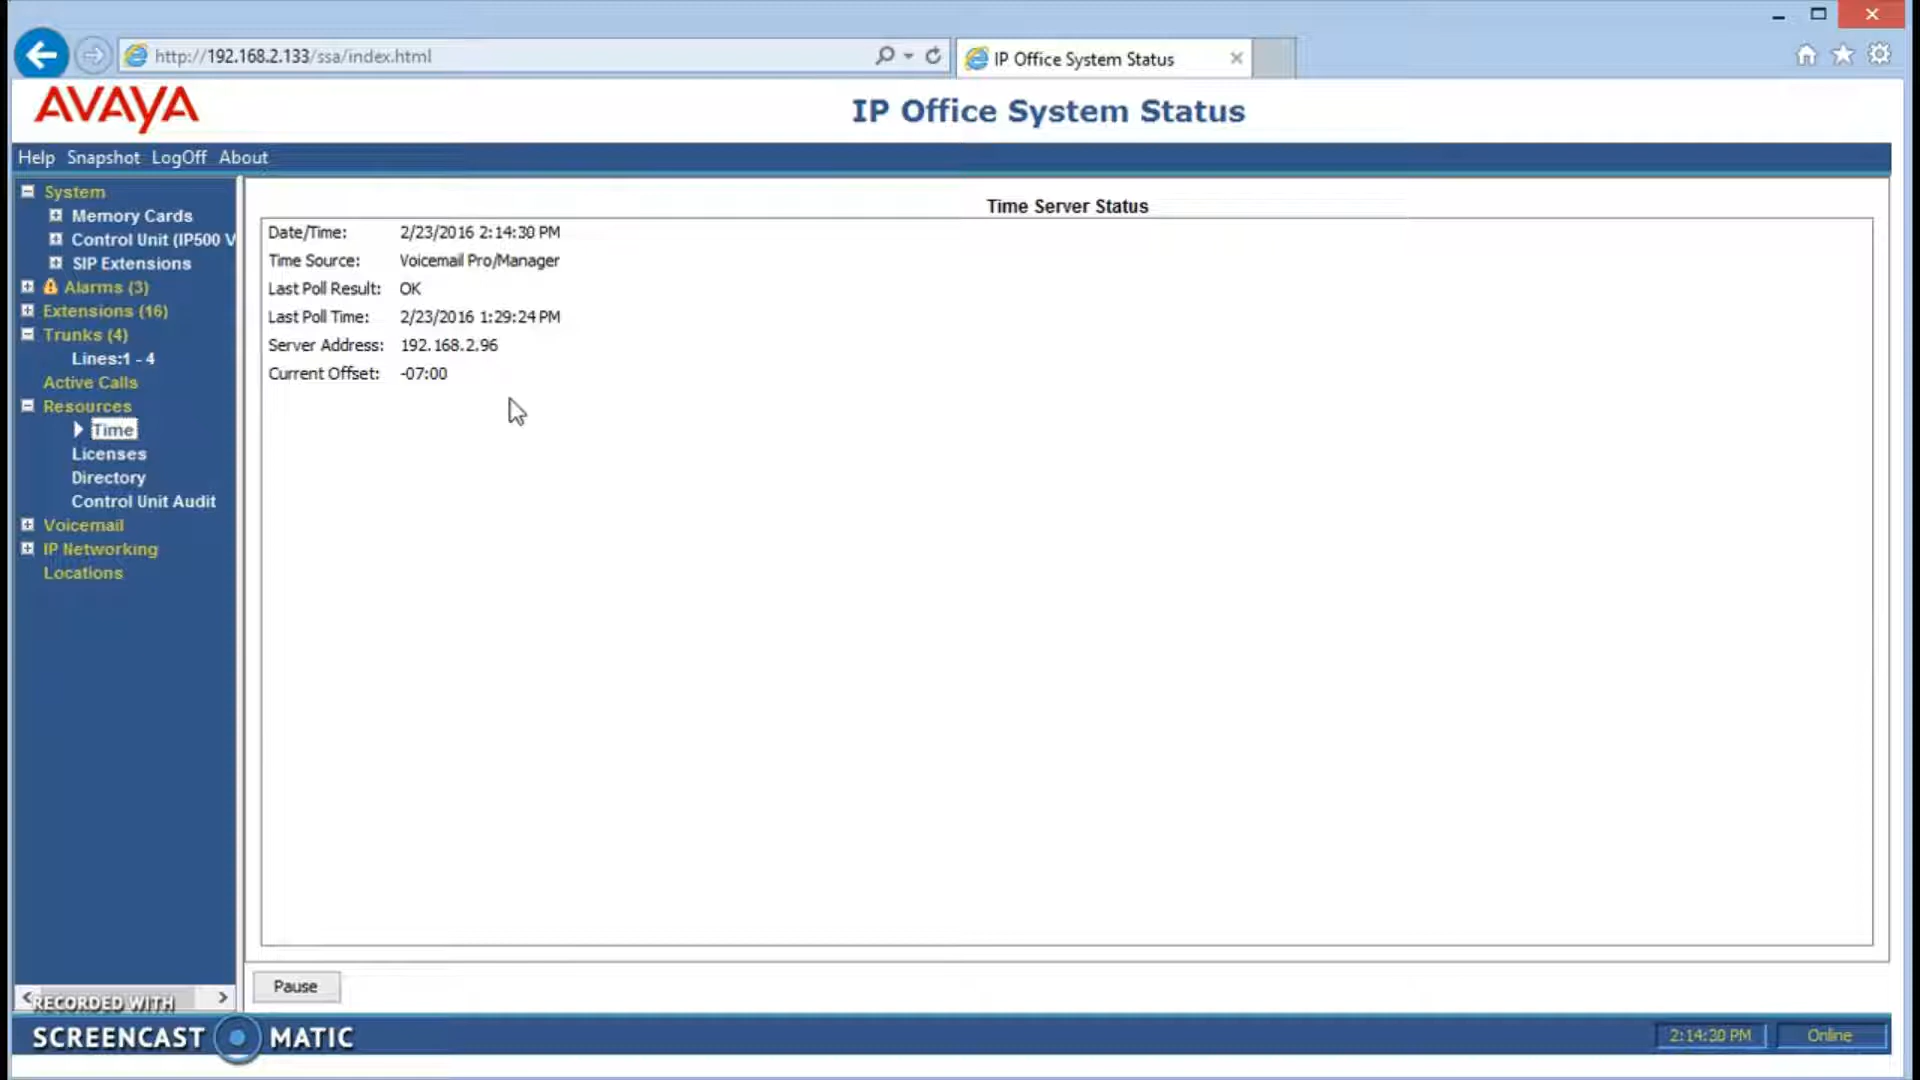 http://192.168.2.133/ssa/index.html
IP Office System Status
AVAYA
IP Office System Status
Help Snapshot LogOff About
System
Memory Cards
Control Unit (IP500 V
SIP Extensions
Alarms (3)
Extensions (16)
Trunks (4)
Lines:1 - 4
Active Calls
Resources
Time
Licenses
Directory
Control Unit Audit
Voicemail
IP Networking
Locations
Time Server Status
Date/Time: 2/23/2016 2:14:30 PM
Time Source: Voicemail Pro/Manager
Last Poll Result: OK
Last Poll Time: 2/23/2016 1:29:24 PM
Server Address: 192.168.2.96
Current Offset: -07:00
Pause
RECORDED WITH
SCREENCAST MATIC
2:14:30 PM
Online